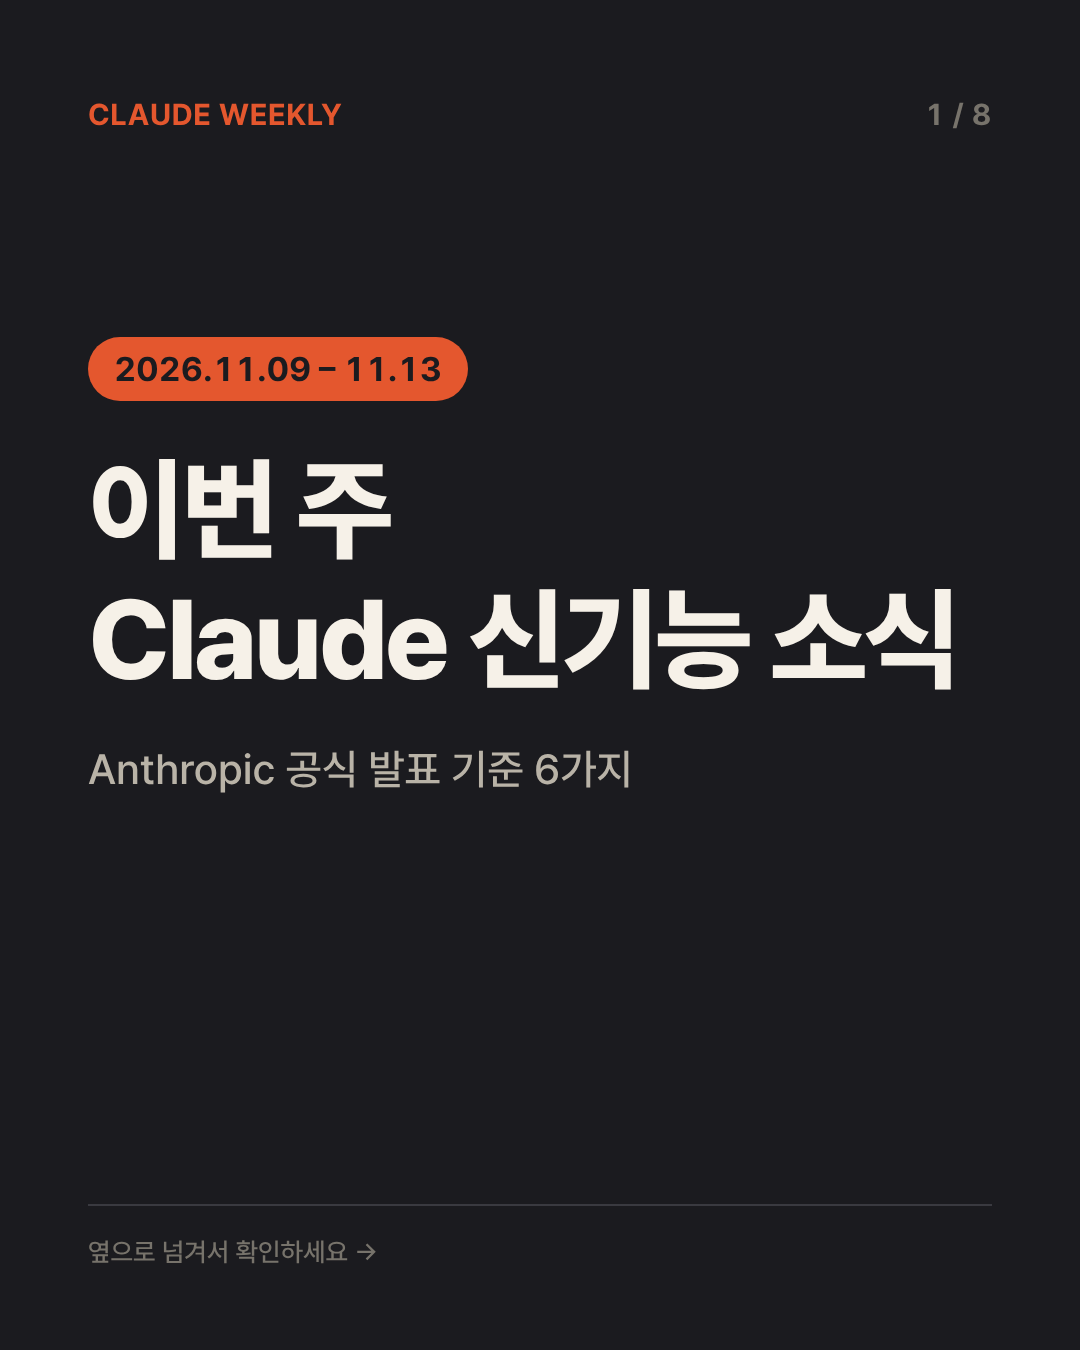 CLAUDE WEEKLY
1 / 8
2026.11.09 – 11.13
이번 주
Claude 신기능 소식
Anthropic 공식 발표 기준 6가지
옆으로 넘겨서 확인하세요 →